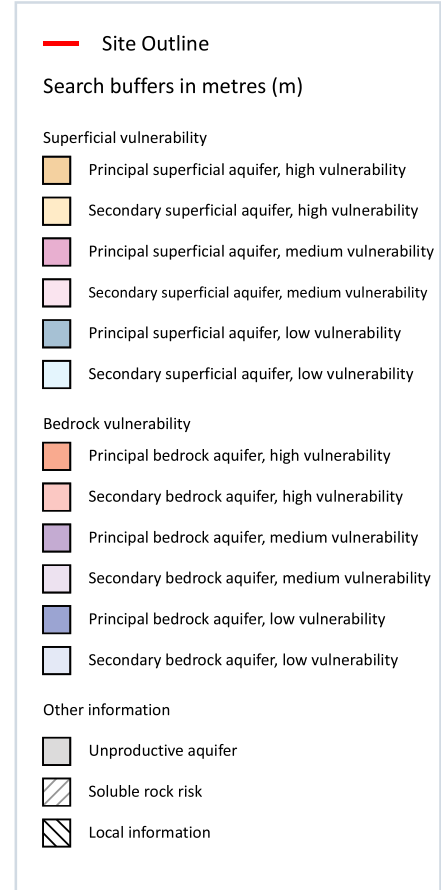 Site Outline
Search buffers in metres (m)
Superficial vulnerability
Principal superficial aquifer, high vulnerability
Secondary superficial aquifer, high vulnerability
Principal superficial aquifer, medium vulnerability
Secondary superficial aquifer, medium vulnerability
Principal superficial aquifer, low vulnerability
Secondary superficial aquifer, low vulnerability
Bedrock vulnerability
Principal bedrock aquifer, high vulnerability
Secondary bedrock aquifer, high vulnerability
Principal bedrock aquifer, medium vulnerability
Secondary bedrock aquifer, medium vulnerability
Principal bedrock aquifer, low vulnerability
Secondary bedrock aquifer, low vulnerability
Other information
Unproductive aquifer
Soluble rock risk
Local information